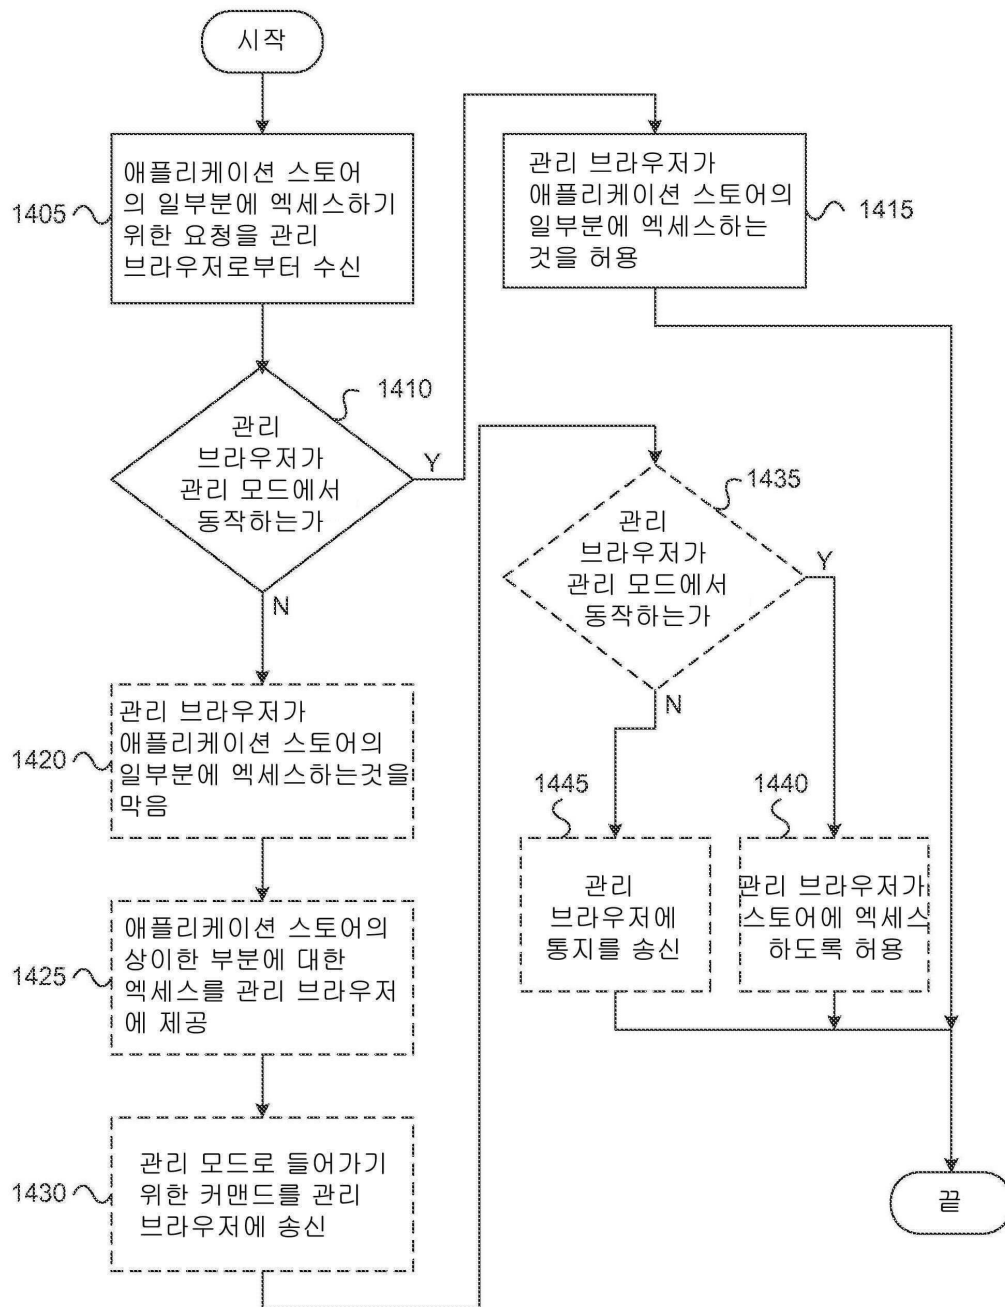 시작
1405
애플리케이션 스토어
의 일부분에 엑세스하기
위한 요청을 관리
브라우저로부터 수신
1410
관리
브라우저가
관리 모드에서
동작하는가
Y
N
관리 브라우저가
애플리케이션 스토어의
일부분에 엑세스하는
것을 허용
1415
1420
관리 브라우저가
애플리케이션 스토어의
일부분에 엑세스하는것을
막음
1425
애플리케이션 스토어의
상이한 부분에 대한
엑세스를 관리 브라우저
에 제공
1430
관리 모드로 들어가기
위한 커맨드를 관리
브라우저에 송신
1435
관리
브라우저가
관리 모드에서
동작하는가
Y
N
1445
관리
브라우저에
통지를 송신
1440
관리 브라우저가
스토어에 엑세스
하도록 허용
끝